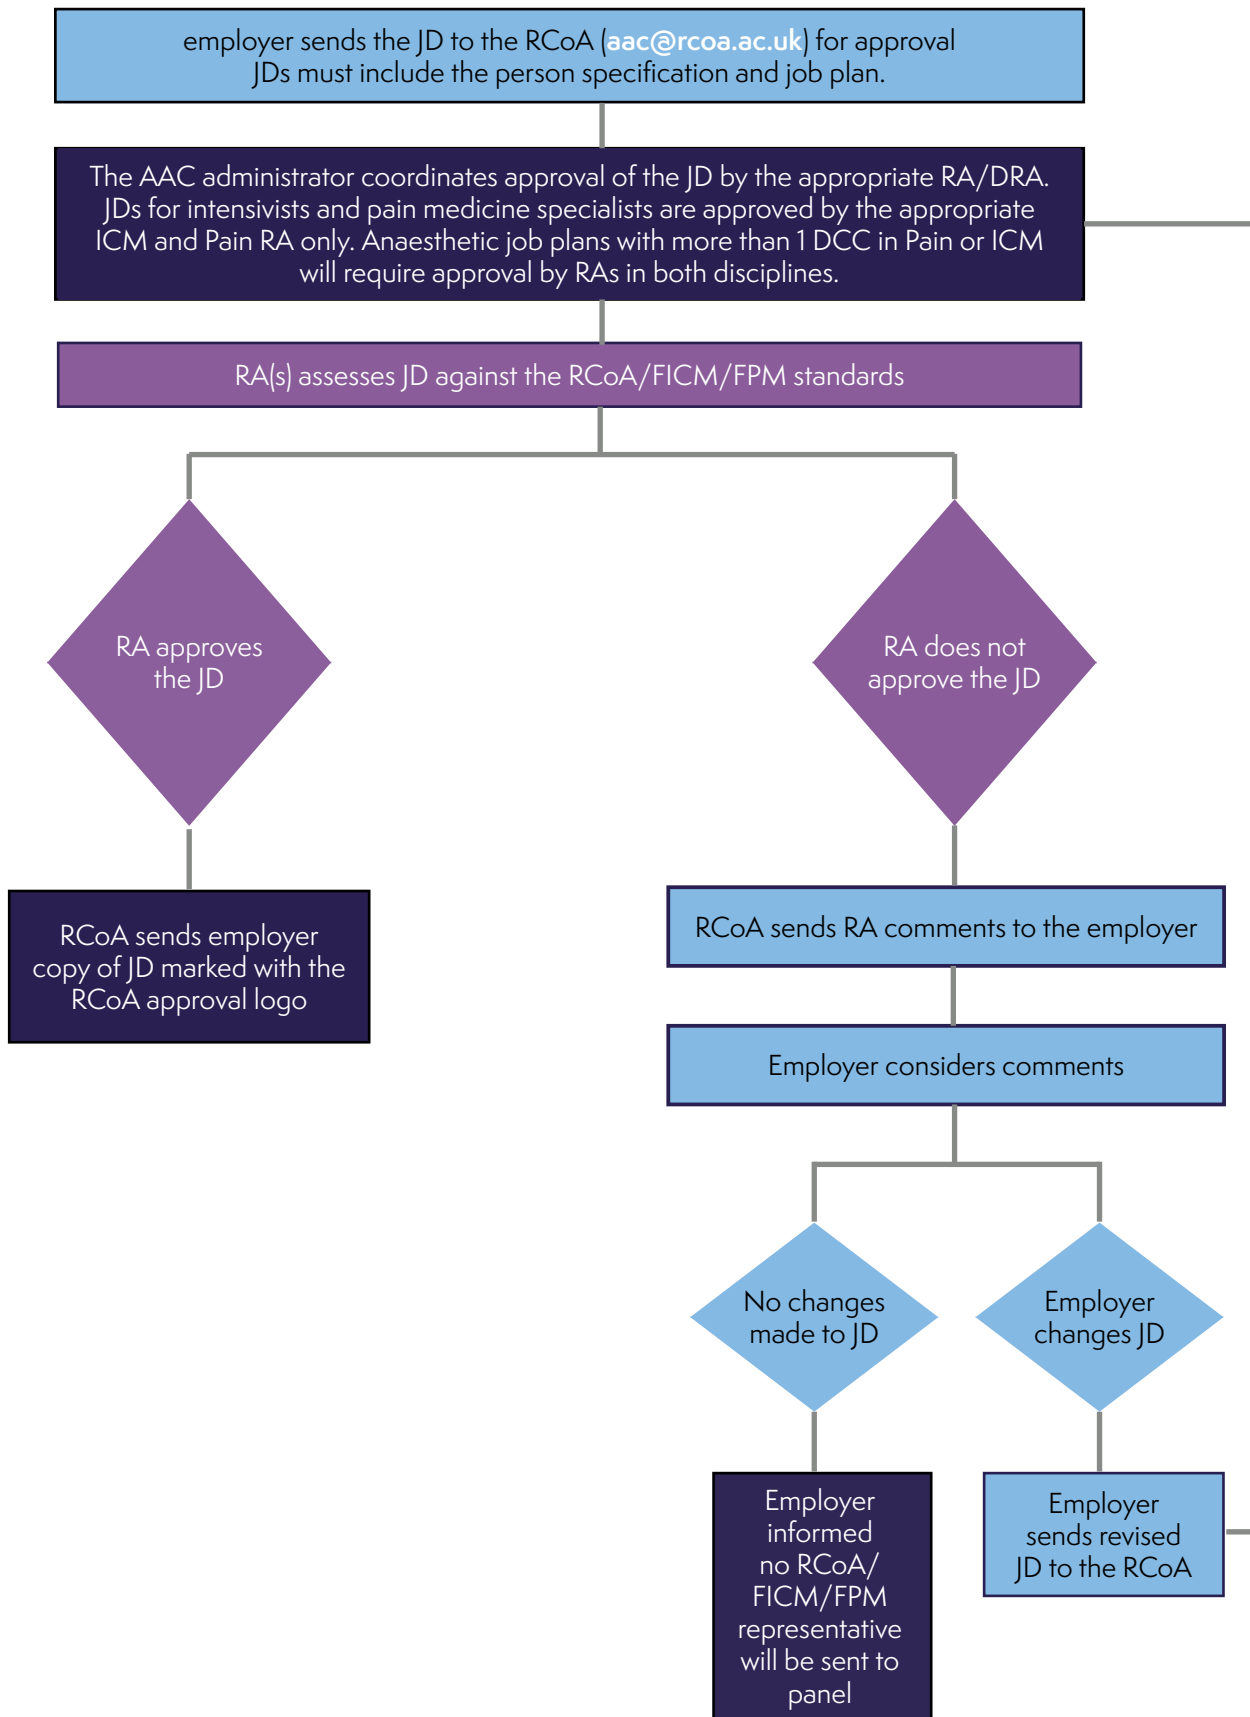 employer sends the JD to the RCoA (aac@rcoa.ac.uk) for approval
JDs must include the person specification and job plan.
The AAC administrator coordinates approval of the JD by the appropriate RA/DRA.
JDs for intensivists and pain medicine specialists are approved by the appropriate
ICM and Pain RA only. Anaesthetic job plans with more than 1 DCC in Pain or ICM
will require approval by RAs in both disciplines.
RA(s) assesses JD against the RCoA/FICM/FPM standards
RA approves
the JD
RA does not
approve the JD
RCoA sends employer
copy of JD marked with the
RCoA approval logo
RCoA sends RA comments to the employer
Employer considers comments
No changes
made to JD
Employer
changes JD
Employer
informed
no RCoA/
FICM/FPM
representative
will be sent to
panel
Employer
sends revised
JD to the RCoA